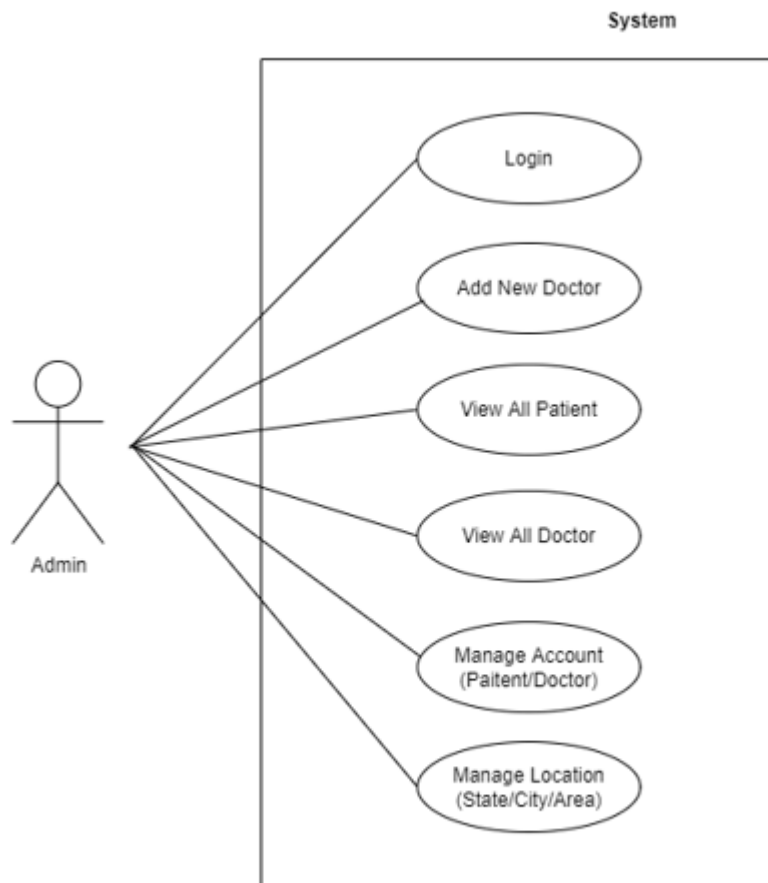 System
Login
Add New Doctor
View All Patient
View All Doctor
Admin
Manage Account
(Paitent/Doctor)
Manage Location
(State/City/Area)